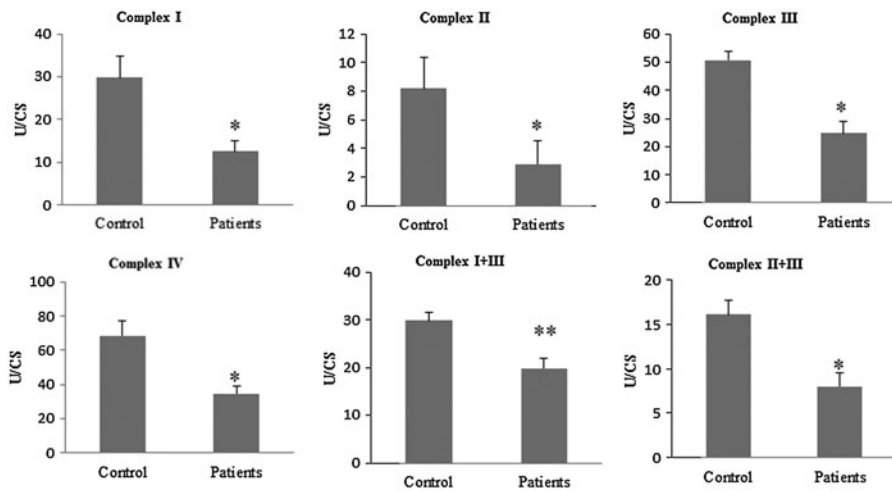 Complex I
40
30
20
10
0
U/CS
*
Control Patients
Complex II
12
10
8
6
4
2
0
U/CS
*
Control Patients
Complex III
60
50
40
30
20
10
0
U/CS
*
Control Patients
Complex IV
100
80
60
40
20
0
U/CS
*
Control Patients
Complex I+III
40
30
20
10
0
U/CS
**
Control Patients
Complex II+III
20
15
10
5
0
U/CS
*
Control Patients